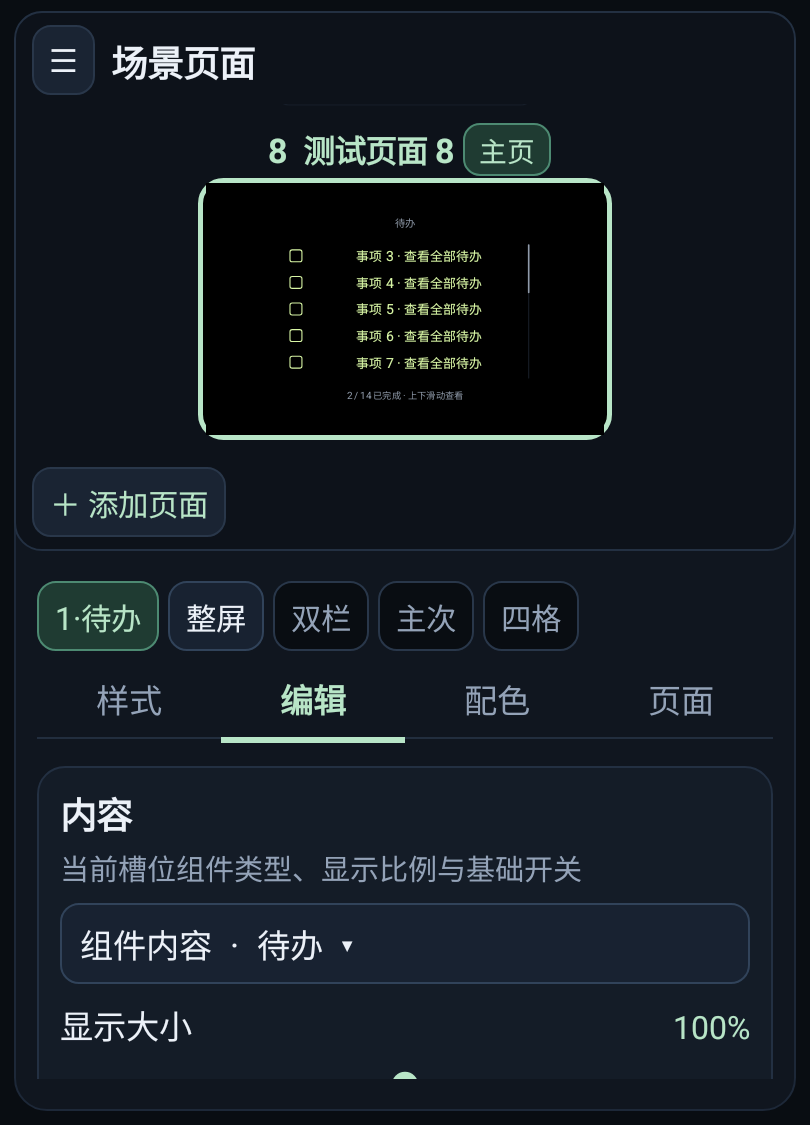 ☰ 场景页面
8 测试页面 8 主页
待办
事项 3 · 查看全部待办
事项 4 · 查看全部待办
事项 5 · 查看全部待办
事项 6 · 查看全部待办
事项 7 · 查看全部待办
2 / 14 已完成 · 上下滑动查看
＋ 添加页面
1·待办 整屏 双栏 主次 四格
样式 编辑 配色 页面
内容
当前槽位组件类型、显示比例与基础开关
组件内容 · 待办 ▾
显示大小 100%